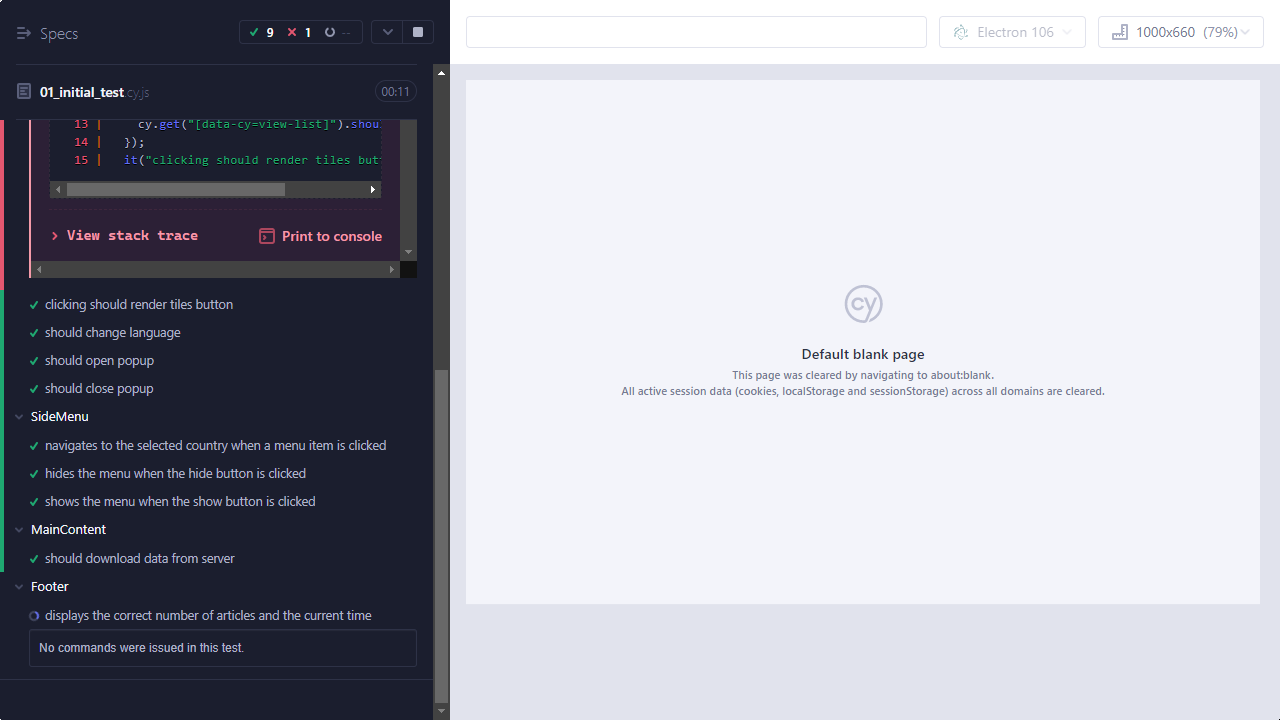 Specs
9 1 --
Electron 106
1000x660 (79%)
01_initial_test.cy.js 00:11
13 | cy.get("[data-cy=view-list]").shou
14 | });
15 | it("clicking should render tiles but
View stack trace
Print to console
clicking should render tiles button
should change language
should open popup
should close popup
SideMenu
navigates to the selected country when a menu item is clicked
hides the menu when the hide button is clicked
shows the menu when the show button is clicked
MainContent
should download data from server
Footer
displays the correct number of articles and the current time
No commands were issued in this test.
cy
Default blank page
This page was cleared by navigating to about:blank.
All active session data (cookies, localStorage and sessionStorage) across all domains are cleared.